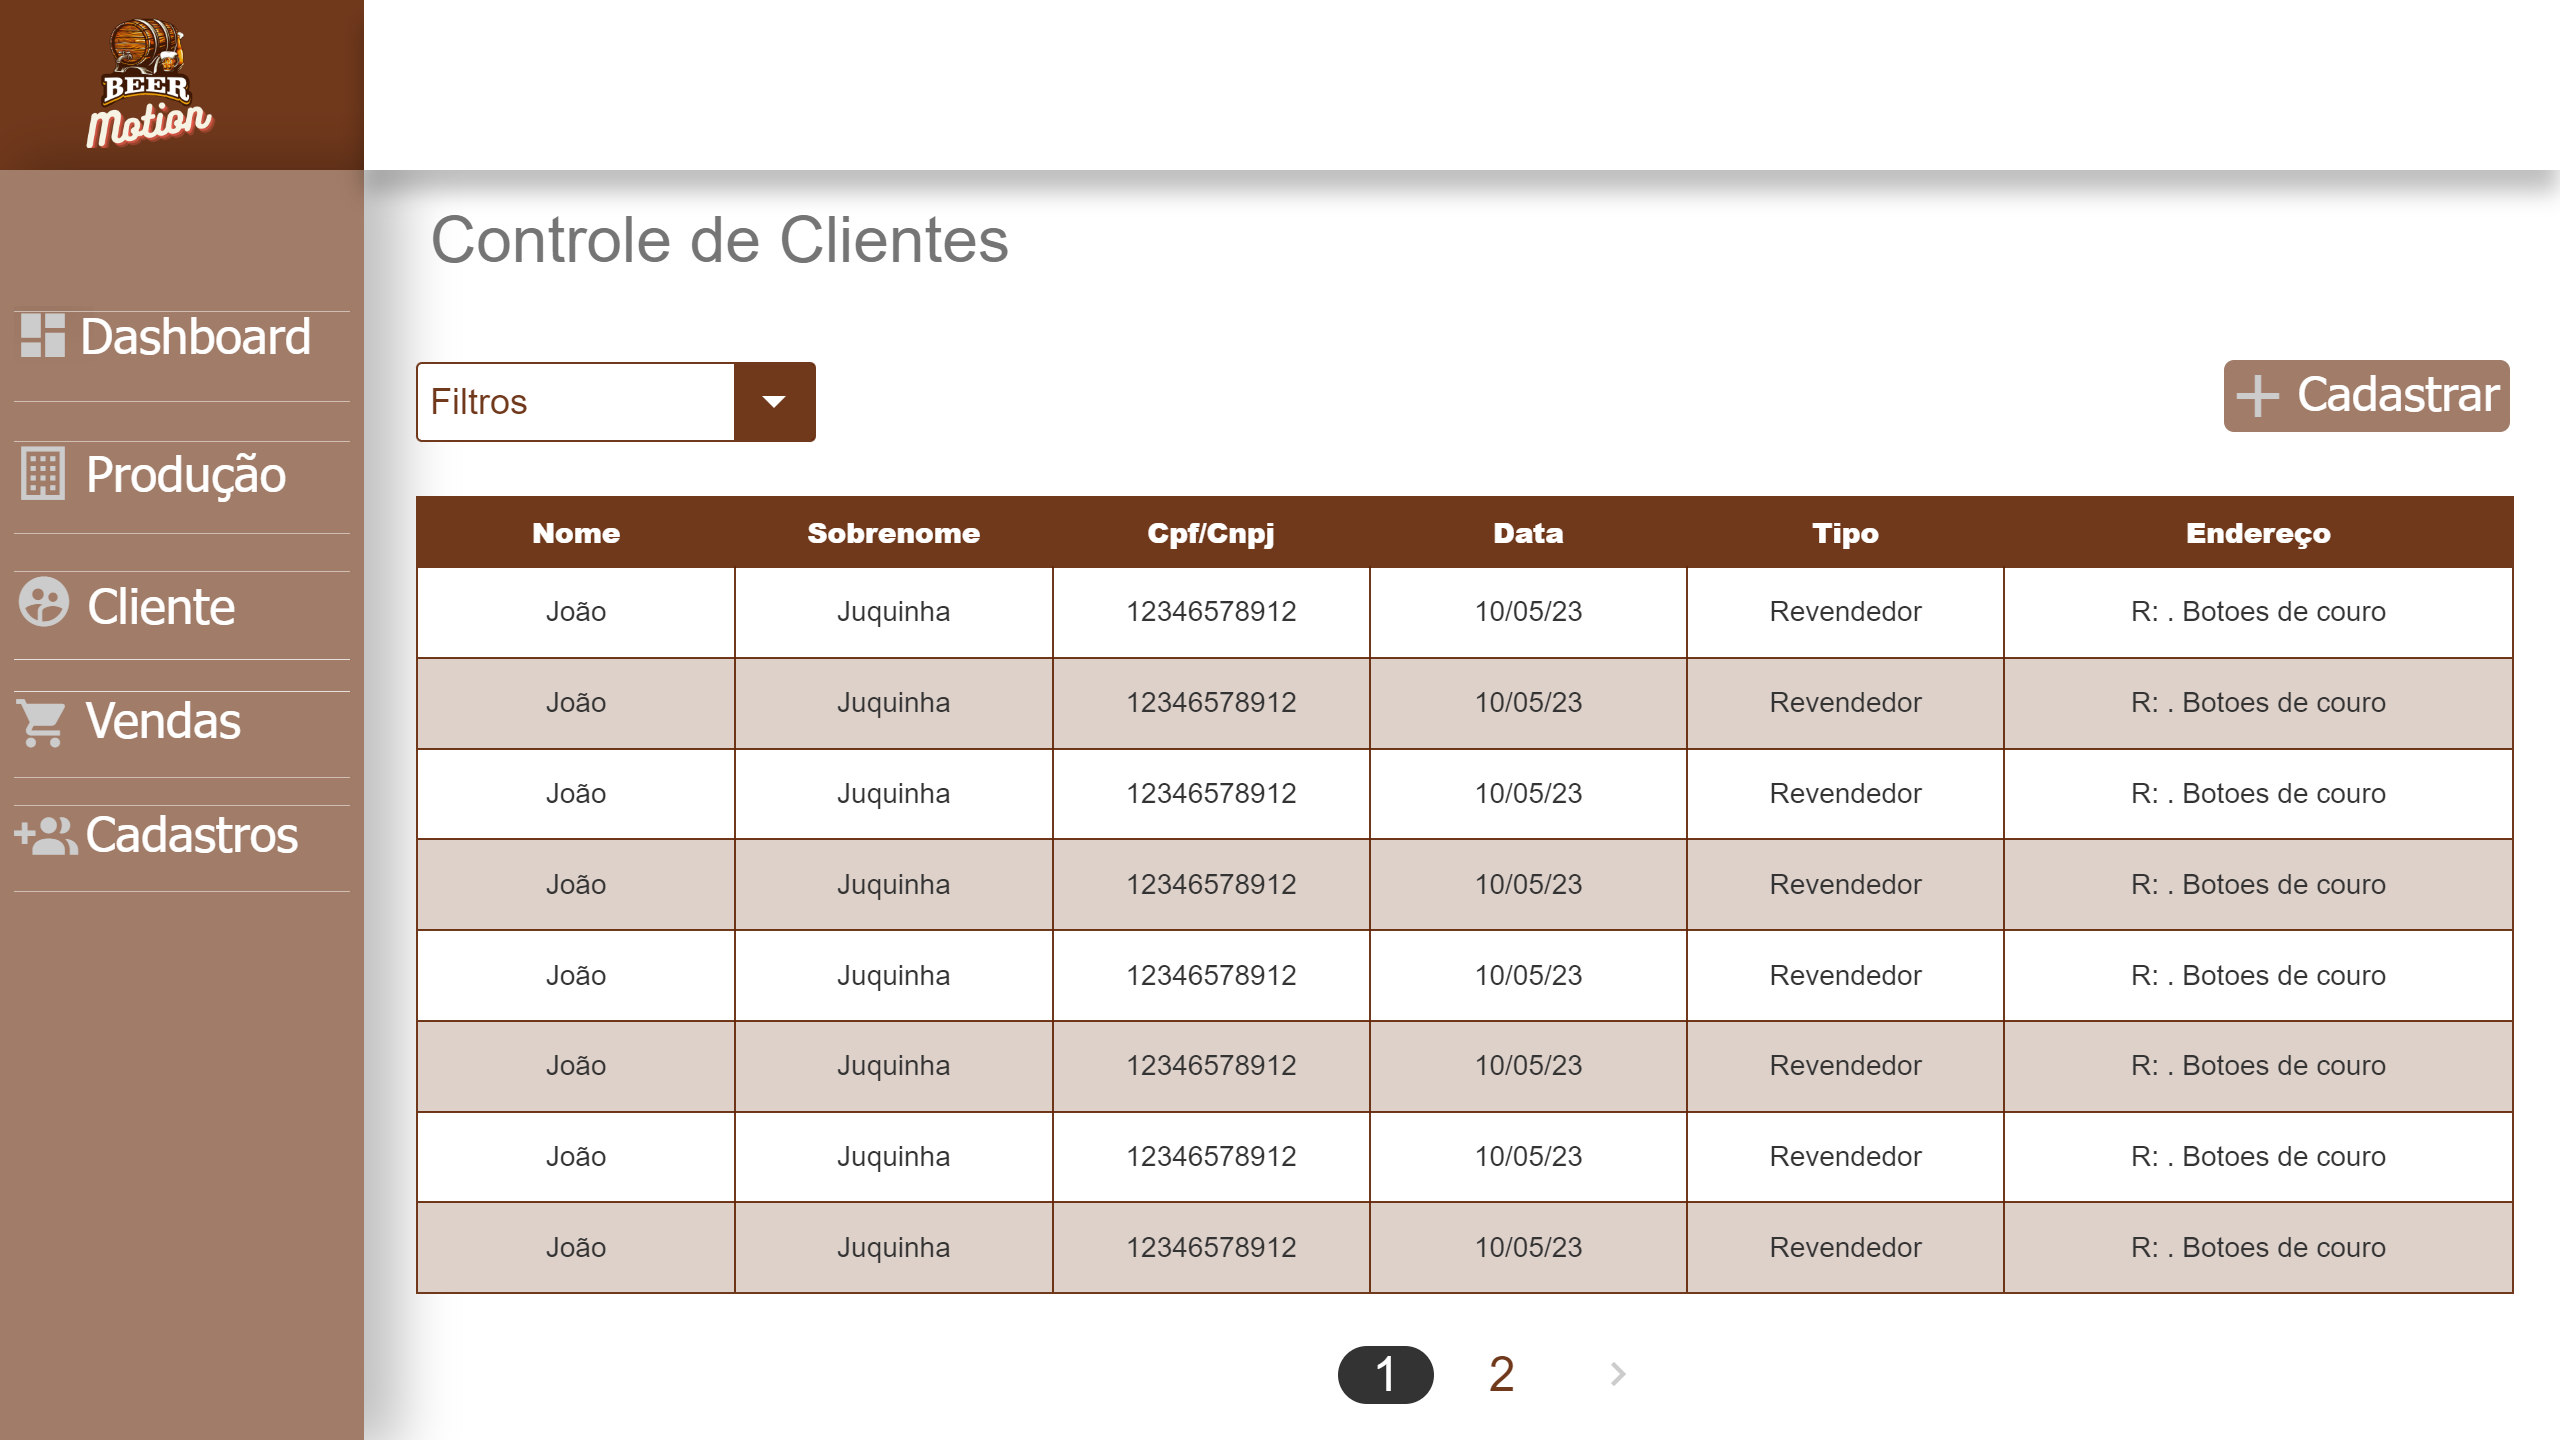 BEER
Motion
Controle de Clientes
Dashboard
Produção
Cliente
Vendas
Cadastros
Filtros
Cadastrar
Nome Sobrenome Cpf/Cnpj Data Tipo Endereço
João Juquinha 12346578912 10/05/23 Revendedor R: . Botoes de couro
João Juquinha 12346578912 10/05/23 Revendedor R: . Botoes de couro
João Juquinha 12346578912 10/05/23 Revendedor R: . Botoes de couro
João Juquinha 12346578912 10/05/23 Revendedor R: . Botoes de couro
João Juquinha 12346578912 10/05/23 Revendedor R: . Botoes de couro
João Juquinha 12346578912 10/05/23 Revendedor R: . Botoes de couro
João Juquinha 12346578912 10/05/23 Revendedor R: . Botoes de couro
João Juquinha 12346578912 10/05/23 Revendedor R: . Botoes de couro
1 2